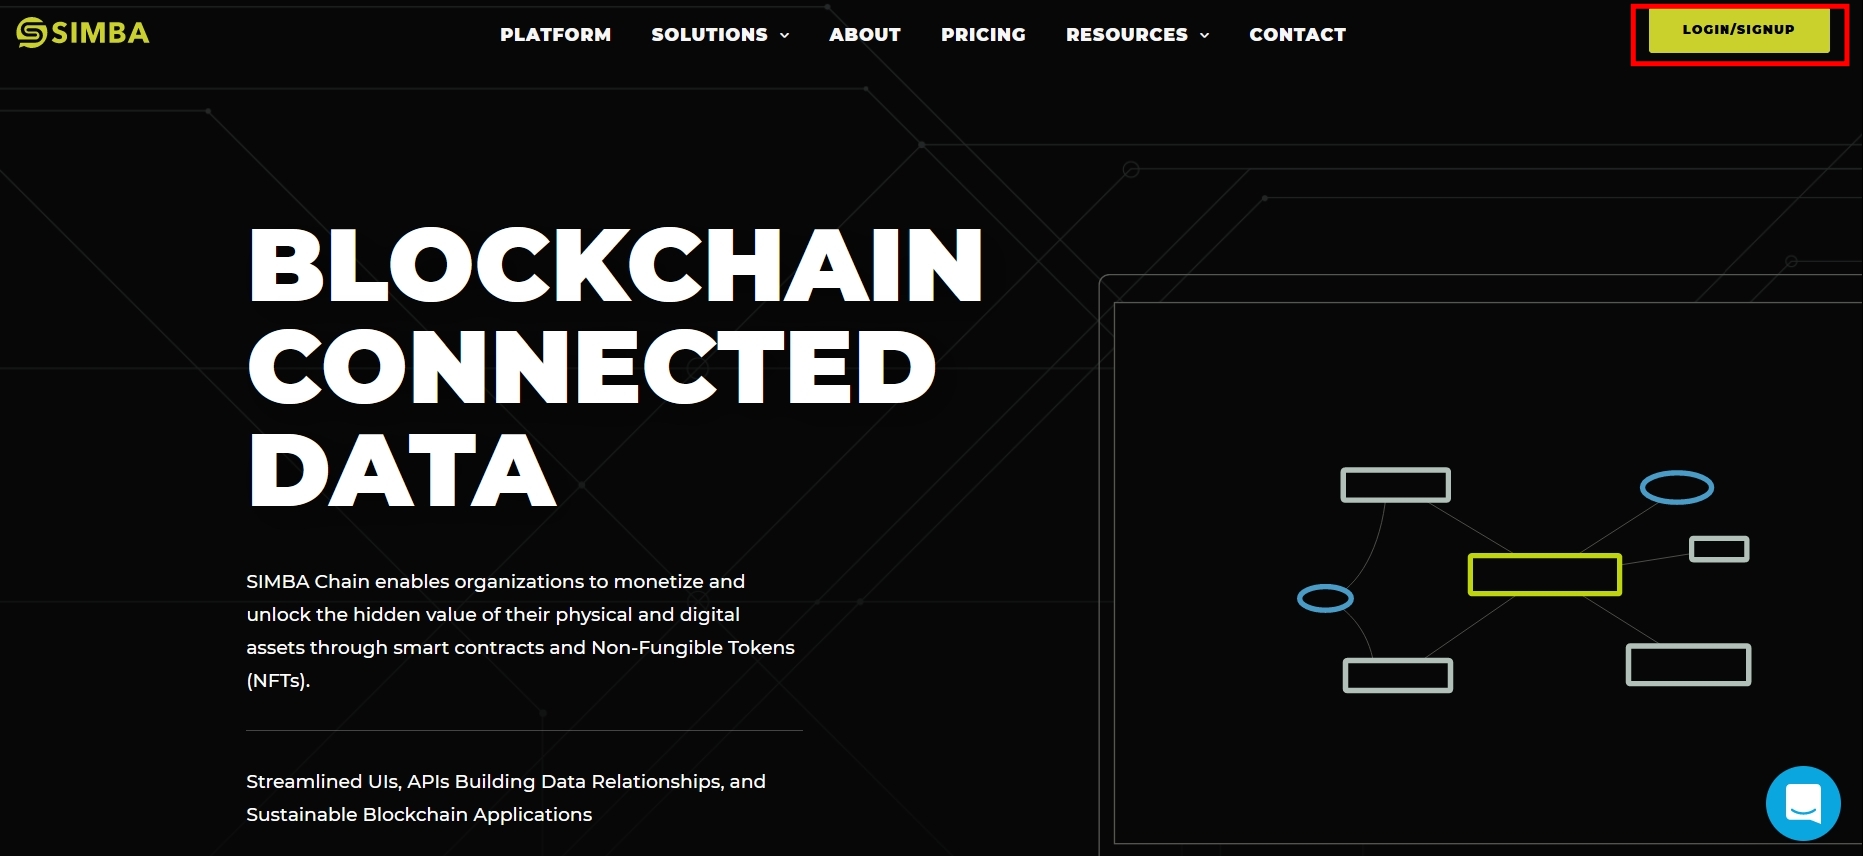 SIMBA
PLATFORM SOLUTIONS ABOUT PRICING RESOURCES CONTACT
LOGIN/SIGNUP
BLOCKCHAIN
CONNECTED
DATA
SIMBA Chain enables organizations to monetize and
unlock the hidden value of their physical and digital
assets through smart contracts and Non-Fungible Tokens
(NFTs).
Streamlined UIs, APIs Building Data Relationships, and
Sustainable Blockchain Applications